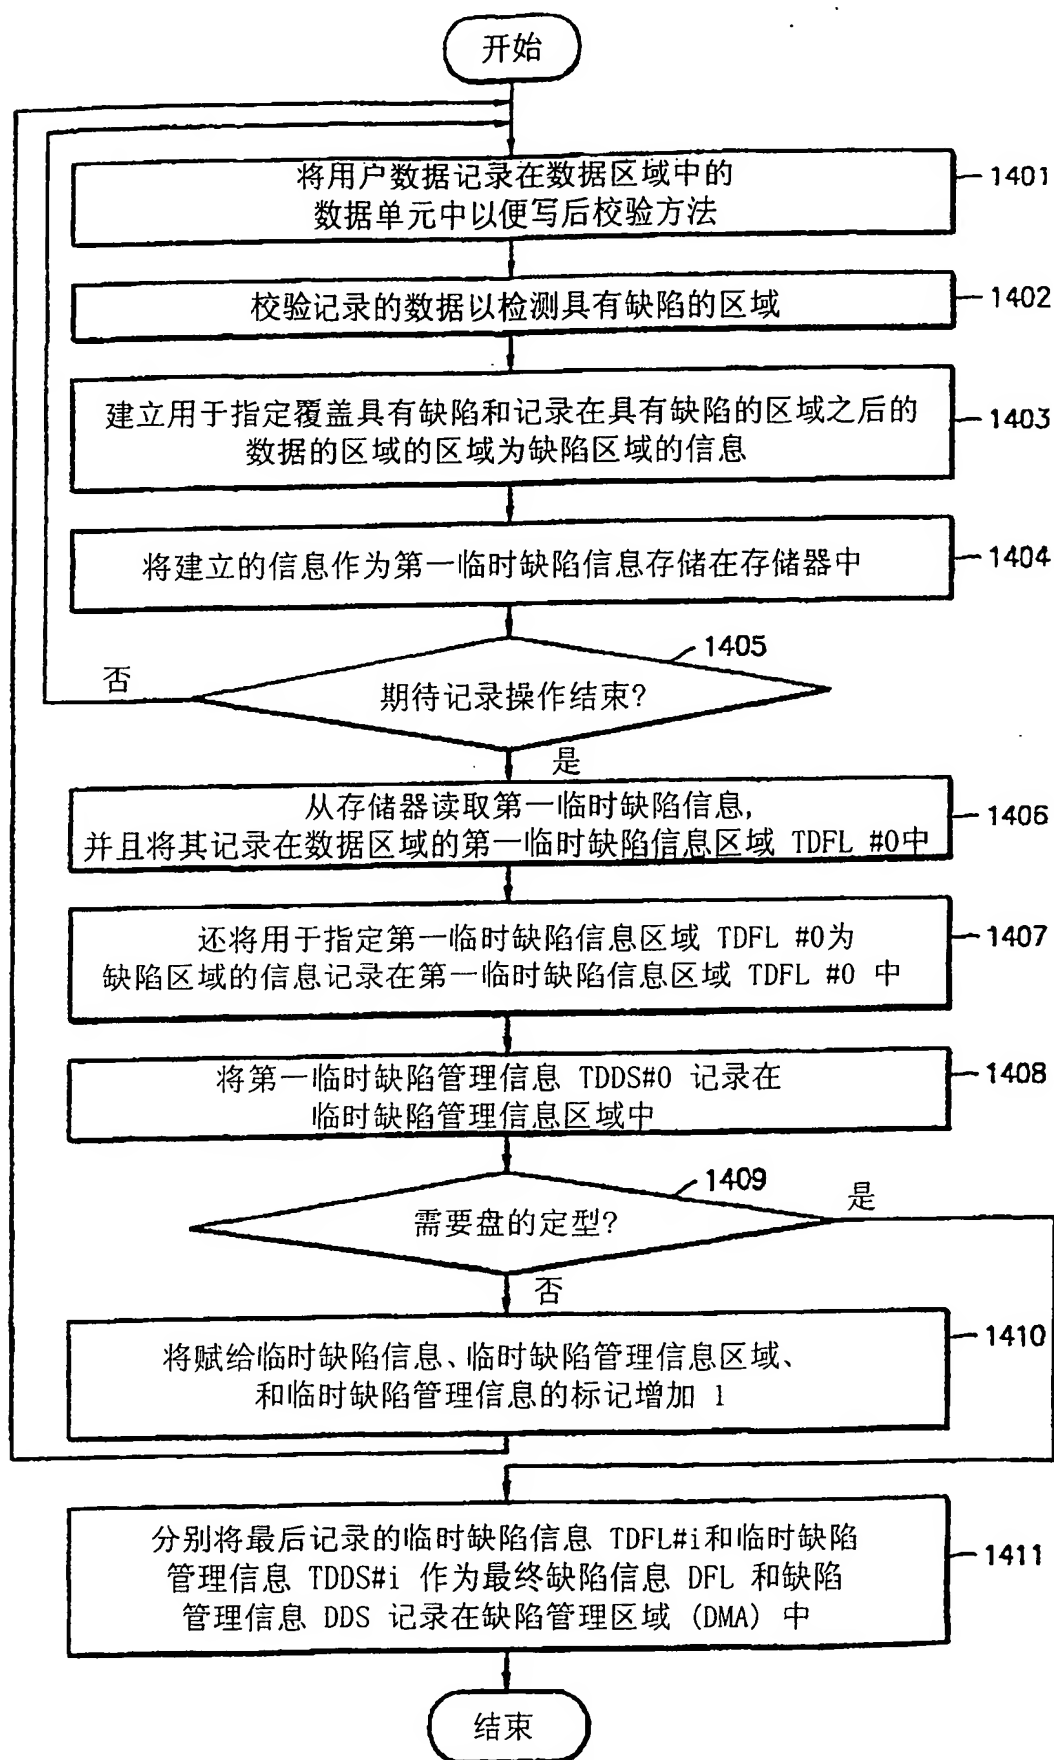 开始
将用户数据记录在数据区域中的
数据单元中以便写后校验方法
1401
校验记录的数据以检测具有缺陷的区域
1402
建立用于指定覆盖具有缺陷和记录在具有缺陷的区域之后的
数据的区域的区域为缺陷区域的信息
1403
将建立的信息作为第一临时缺陷信息存储在存储器中
1404
1405
否
期待记录操作结束?
是
从存储器读取第一临时缺陷信息,
并且将其记录在数据区域的第一临时缺陷信息区域 TDFL #0中
1406
还将用于指定第一临时缺陷信息区域 TDFL #0为
缺陷区域的信息记录在第一临时缺陷信息区域 TDFL #0 中
1407
将第一临时缺陷管理信息 TDDS#0 记录在
临时缺陷管理信息区域中
1408
1409
是
需要盘的定型?
否
将赋给临时缺陷信息、临时缺陷管理信息区域、
和临时缺陷管理信息的标记增加 1
1410
分别将最后记录的临时缺陷信息 TDFL#i和临时缺陷
管理信息 TDDS#i 作为最终缺陷信息 DFL 和缺陷
管理信息 DDS 记录在缺陷管理区域 (DMA) 中
1411
结束